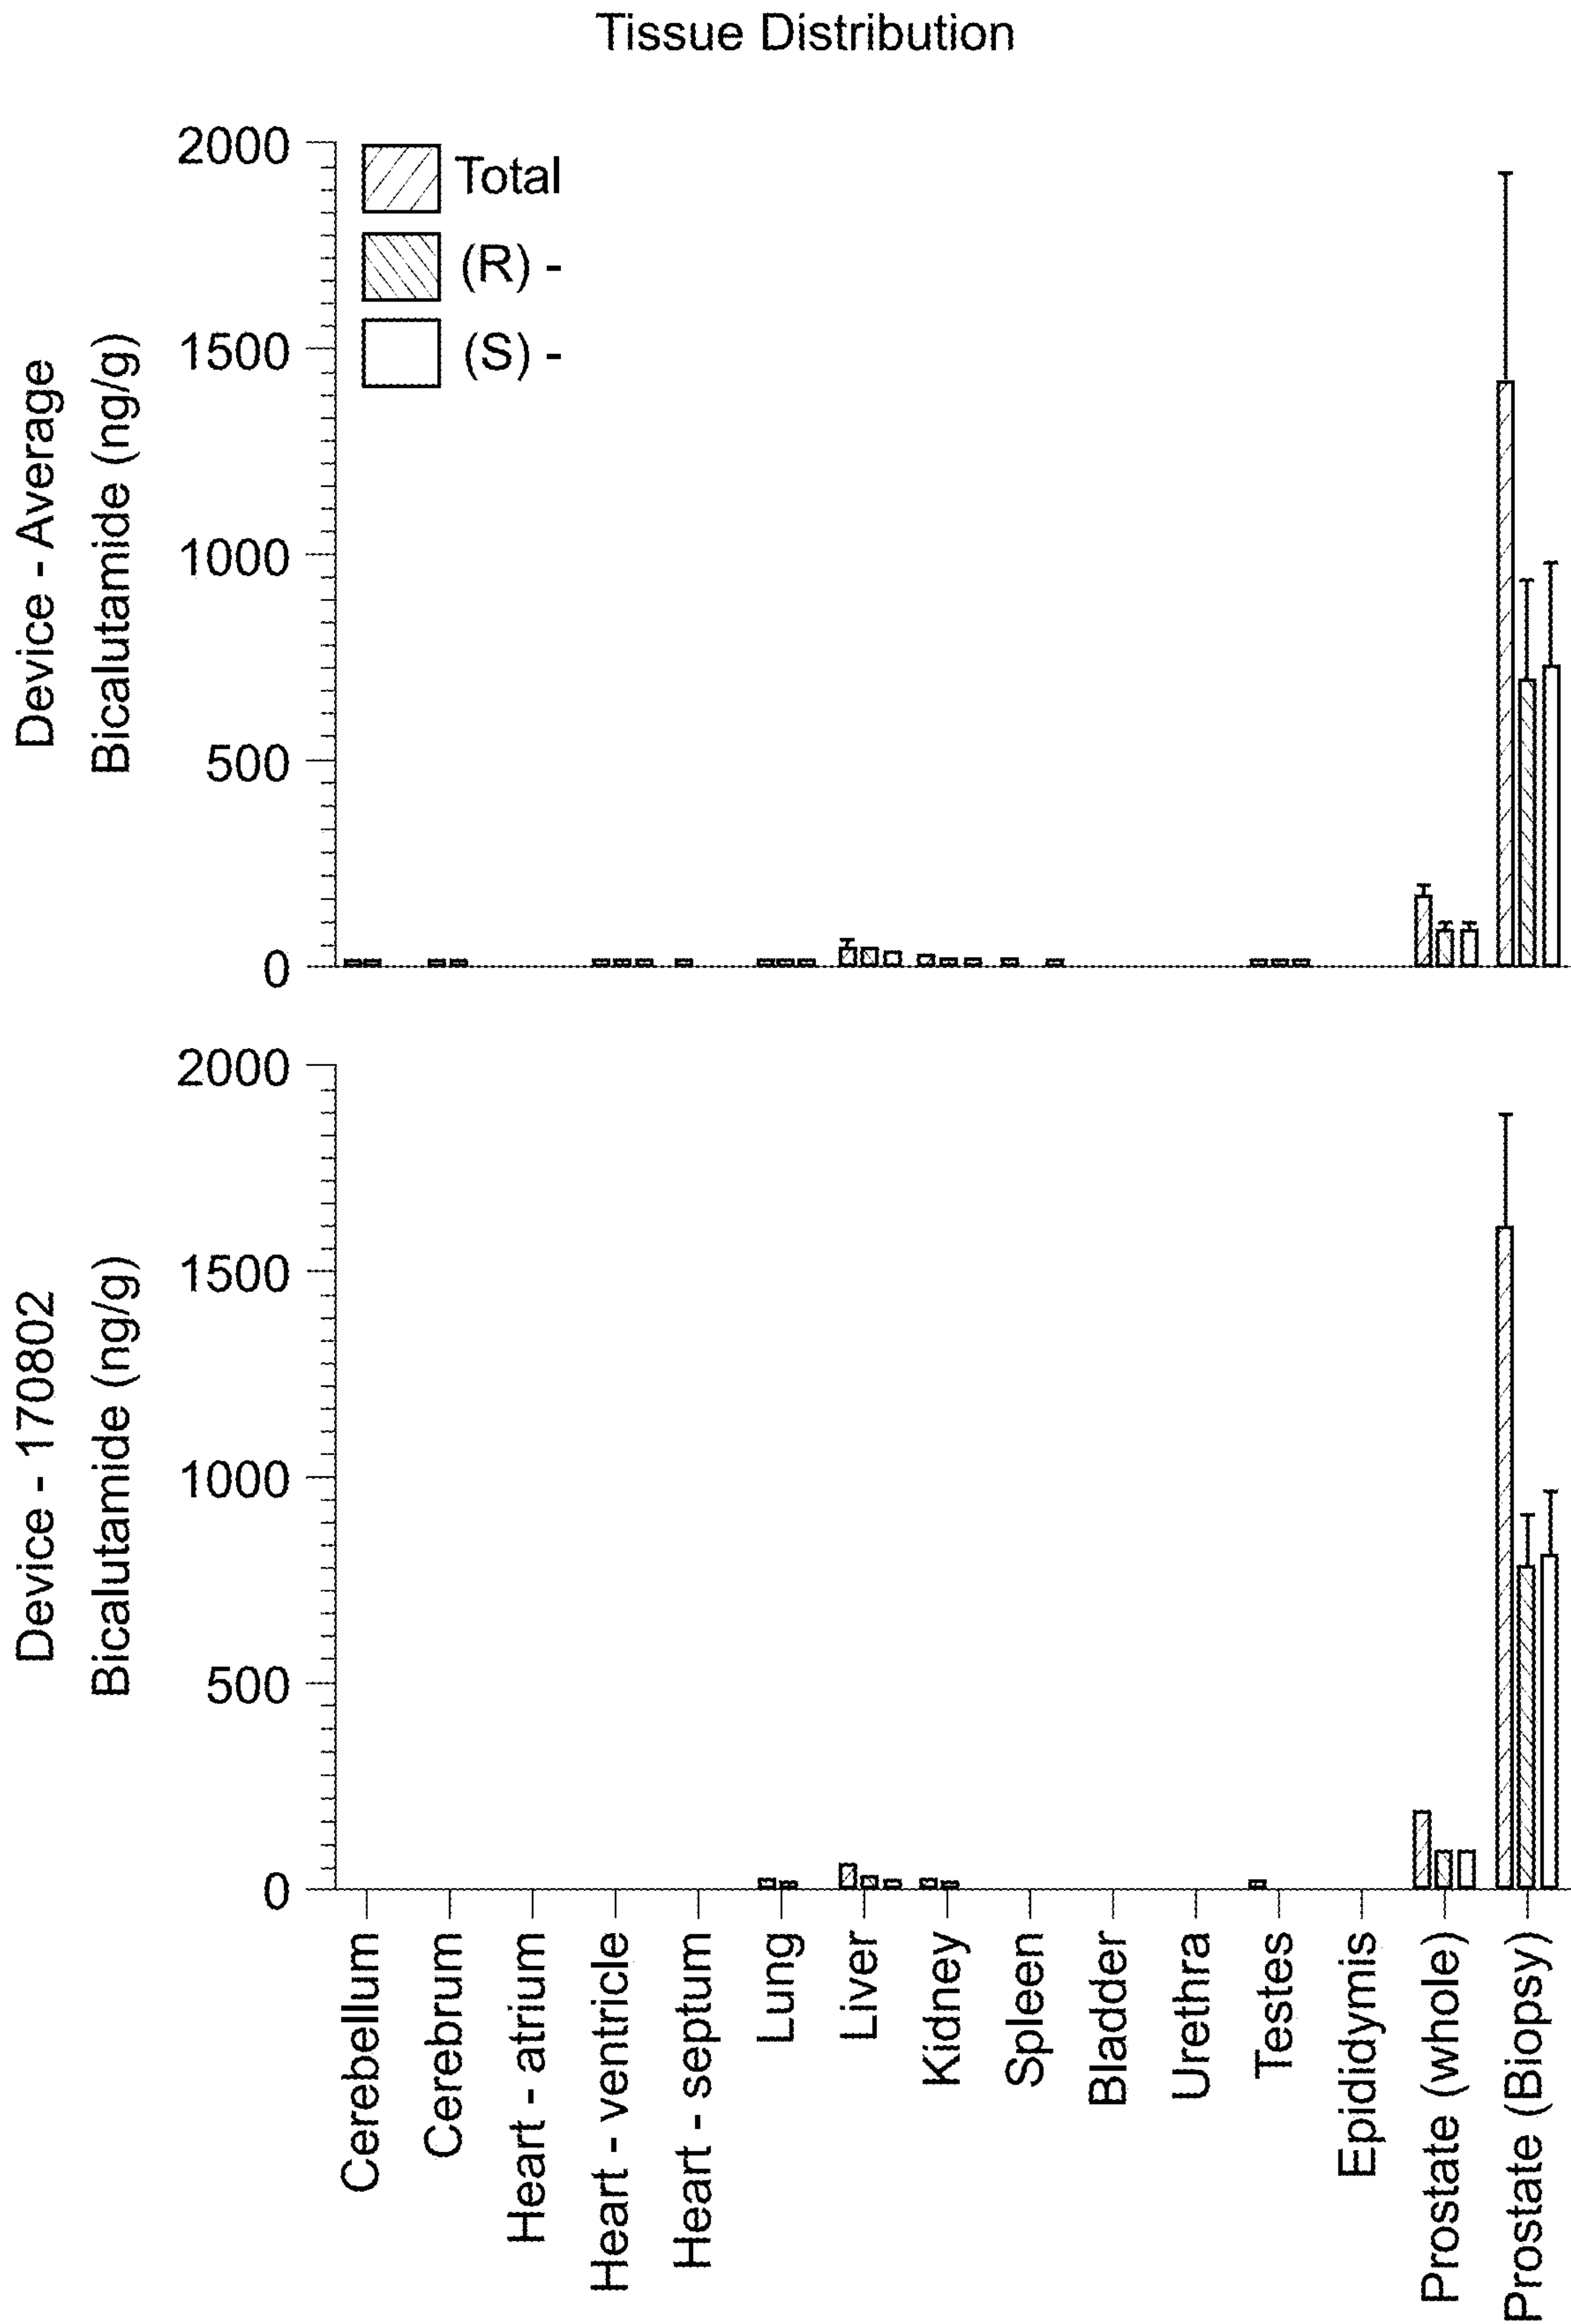 Tissue Distribution
Device - Average
Bicalutamide (ng/g)
2000
1500
1000
500
0
Total
(R) -
(S) -
Device - 170802
Bicalutamide (ng/g)
2000
1500
1000
500
0
Cerebellum
Cerebrum
Heart - atrium
Heart - ventricle
Heart - septum
Lung
Liver
Kidney
Spleen
Bladder
Urethra
Testes
Epididymis
Prostate (whole)
Prostate (Biopsy)